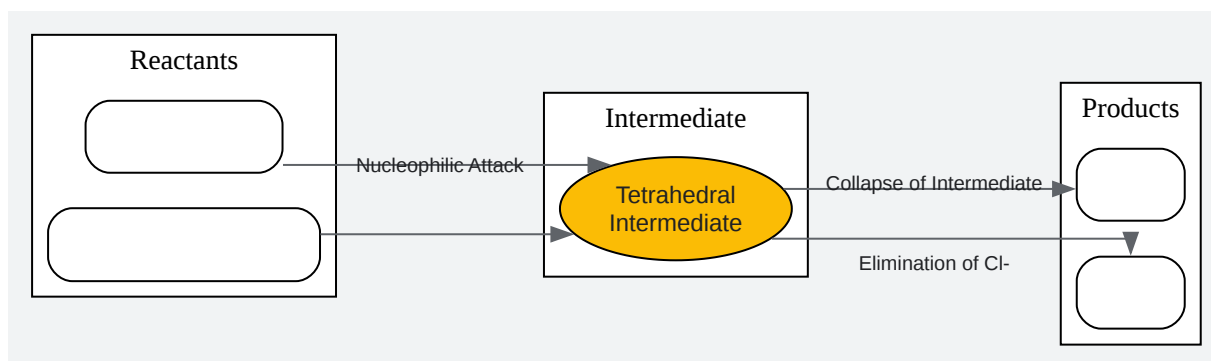 Reactants
Nucleophilic Attack
Intermediate
Tetrahedral
Intermediate
Collapse of Intermediate
Elimination of Cl-
Products